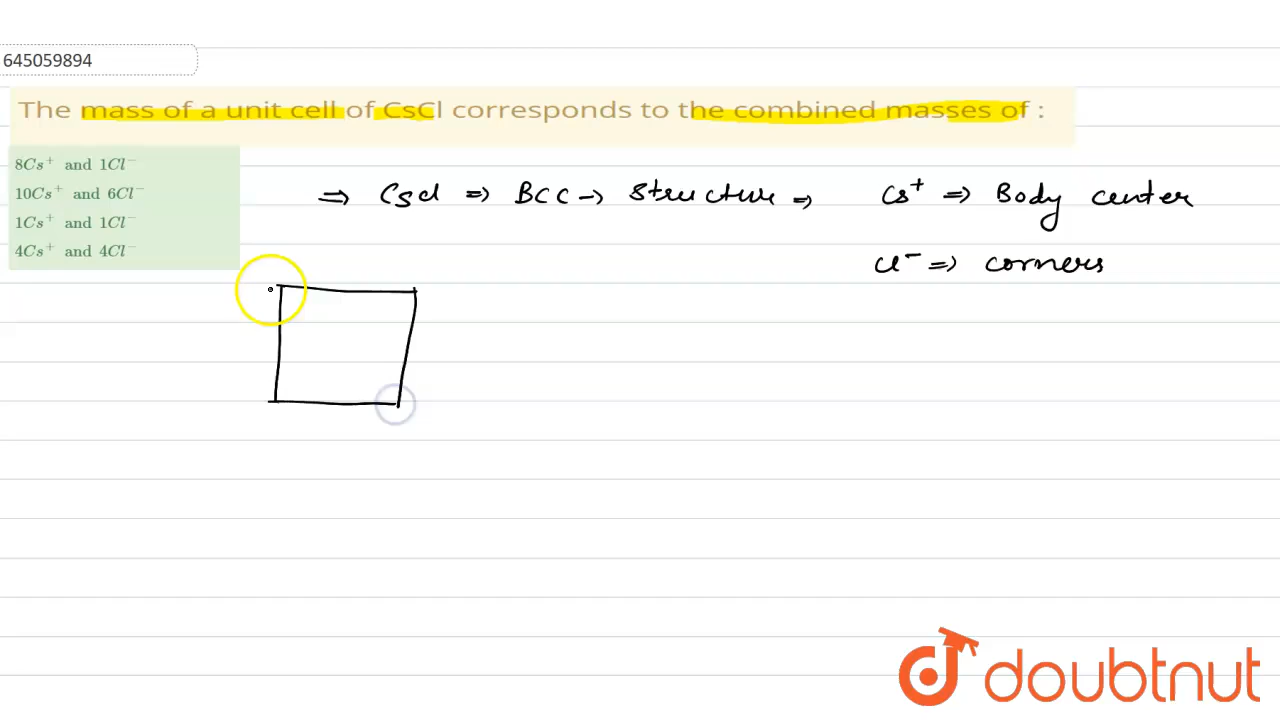 645059894
The mass of a unit cell of CsCl corresponds to the combined masses of :
8Cs⁺ and 1Cl⁻
10Cs⁺ and 6Cl⁻
1Cs⁺ and 1Cl⁻
4Cs⁺ and 4Cl⁻
⇒ CsCl ⇒ BCC → Structure ⇒ Cs⁺ ⇒ Body center
Cl⁻ ⇒ corners
doubtnut